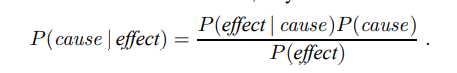 P(cause | effect) = P(effect | cause)P(cause) / P(effect) .